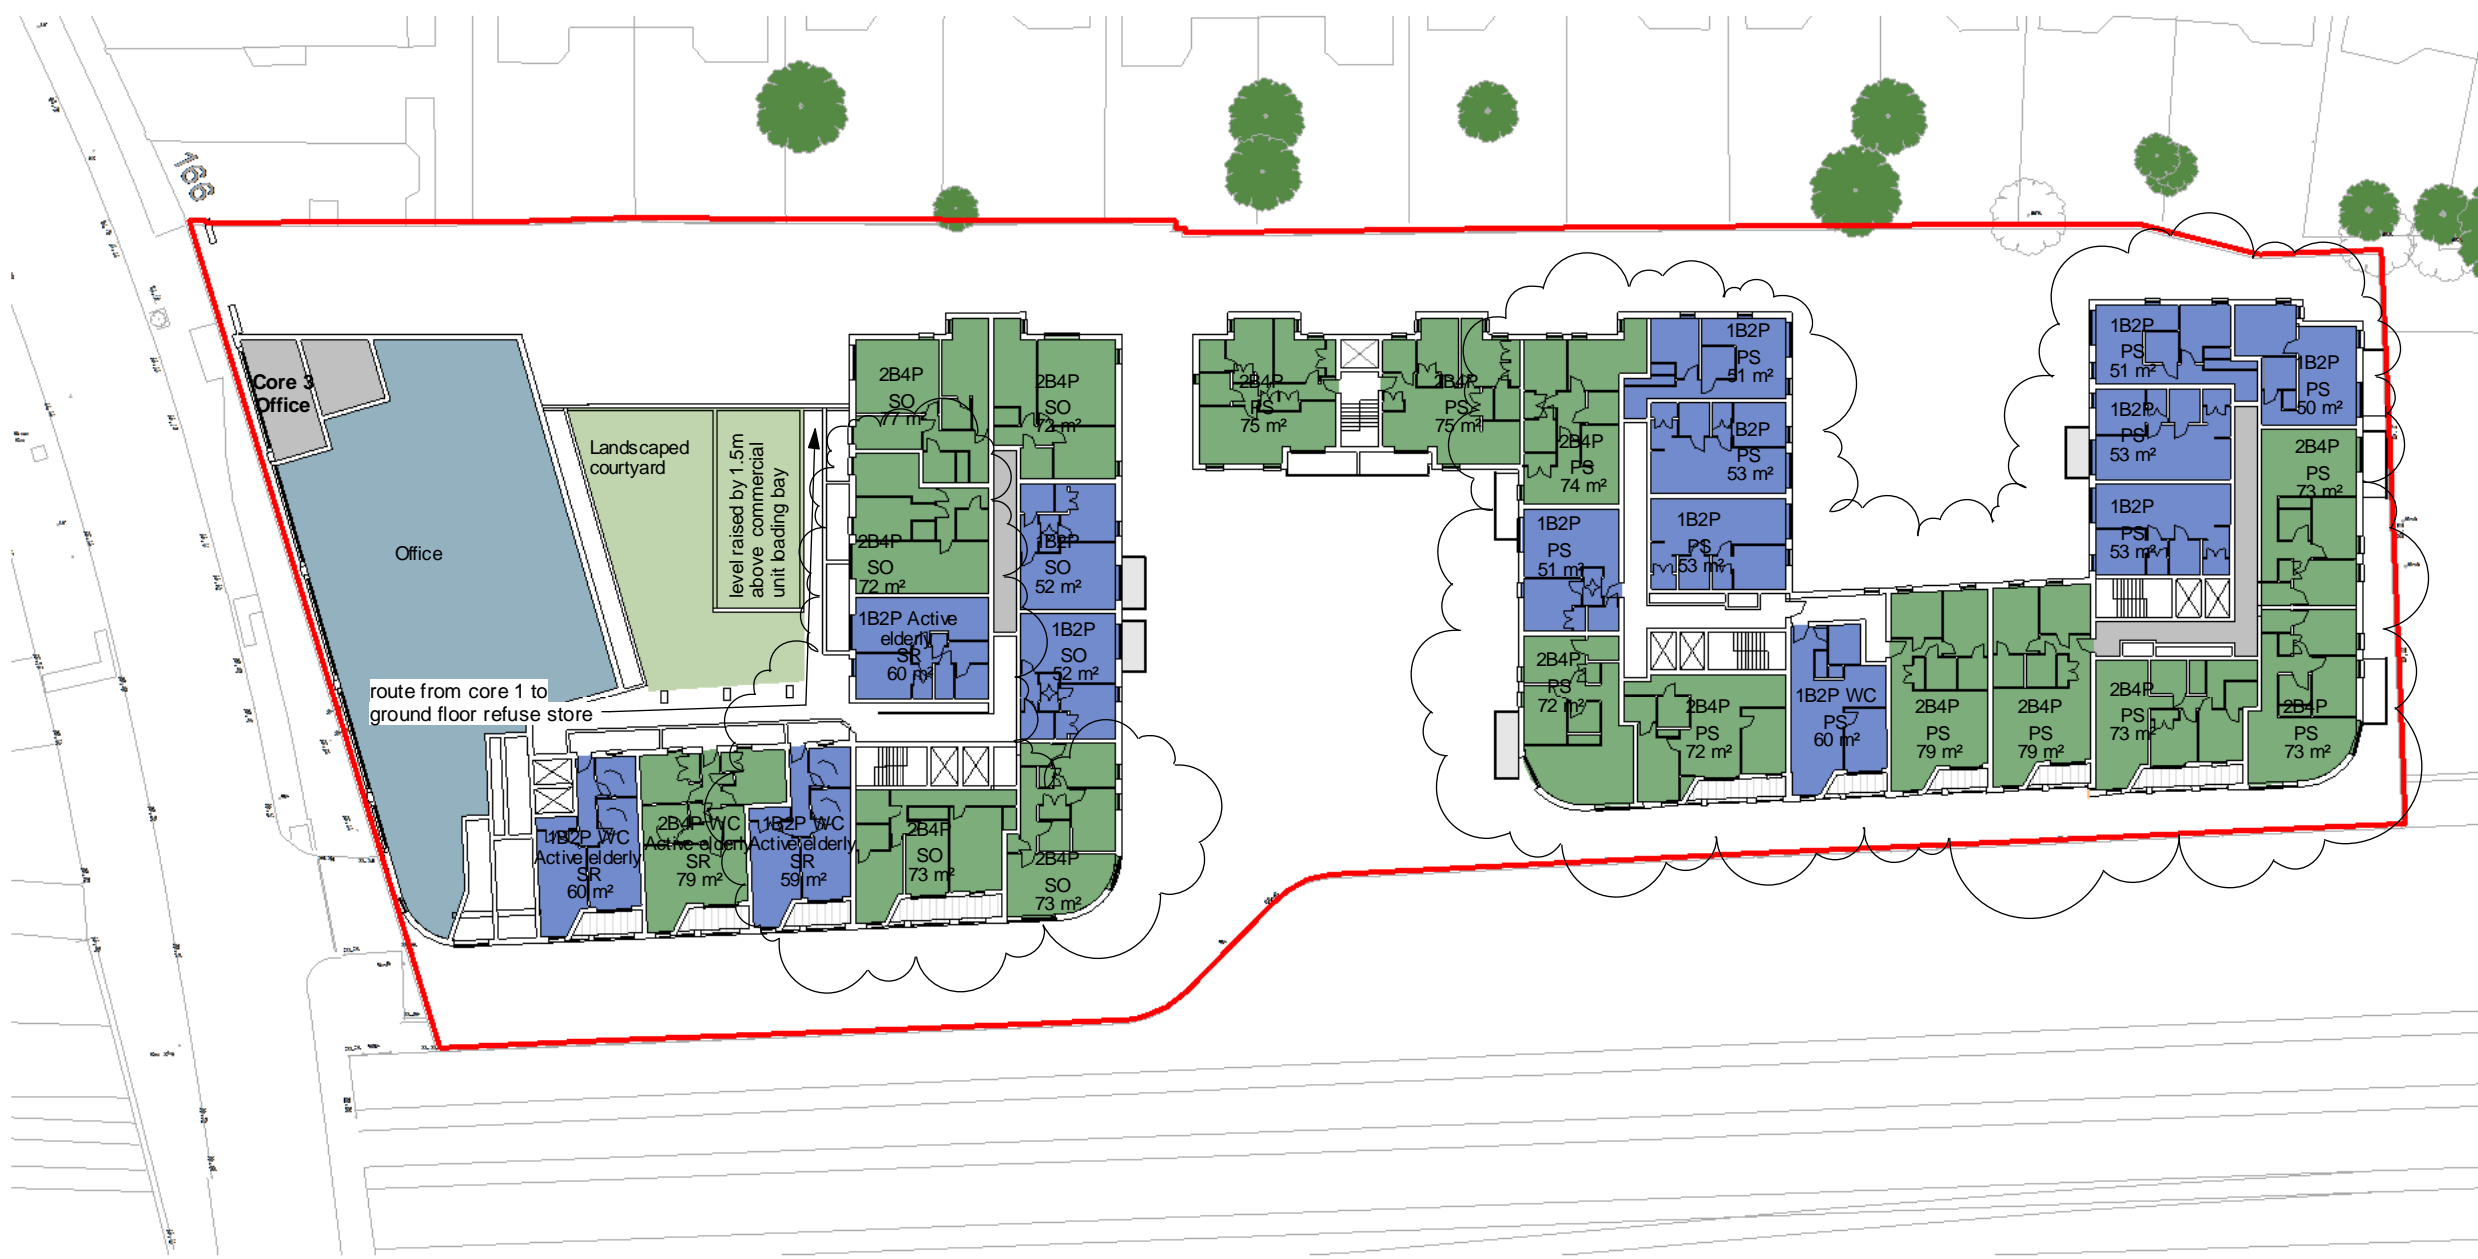 166
Core 3
Office
Office
Landscaped
courtyard
level raised by 1.5m
above commercial
unit loading bay
route from core 1 to
ground floor refuse store
2B4P
SO
77 m²
2B4P
SO
72 m²
2B4P
SO
72 m²
1B2P
SO
52 m²
1B2P Active
elderly
SR
60 m²
1B2P
SO
52 m²
1B2P WC
Active elderly
SR
60 m²
2B4P WC
Active elderly
SR
79 m²
1B2P WC
Active elderly
SR
59 m²
2B4P
SO
73 m²
2B4P
SO
73 m²
2B4P
PS
75 m²
2B4P
PS
75 m²
2B4P
PS
74 m²
1B2P
PS
51 m²
1B2P
PS
53 m²
1B2P
PS
53 m²
1B2P
PS
51 m²
2B4P
PS
72 m²
2B4P
PS
72 m²
1B2P WC
PS
60 m²
2B4P
PS
79 m²
2B4P
PS
79 m²
2B4P
PS
73 m²
2B4P
PS
73 m²
1B2P
PS
51 m²
1B2P
PS
50 m²
1B2P
PS
53 m²
1B2P
PS
53 m²
2B4P
PS
73 m²